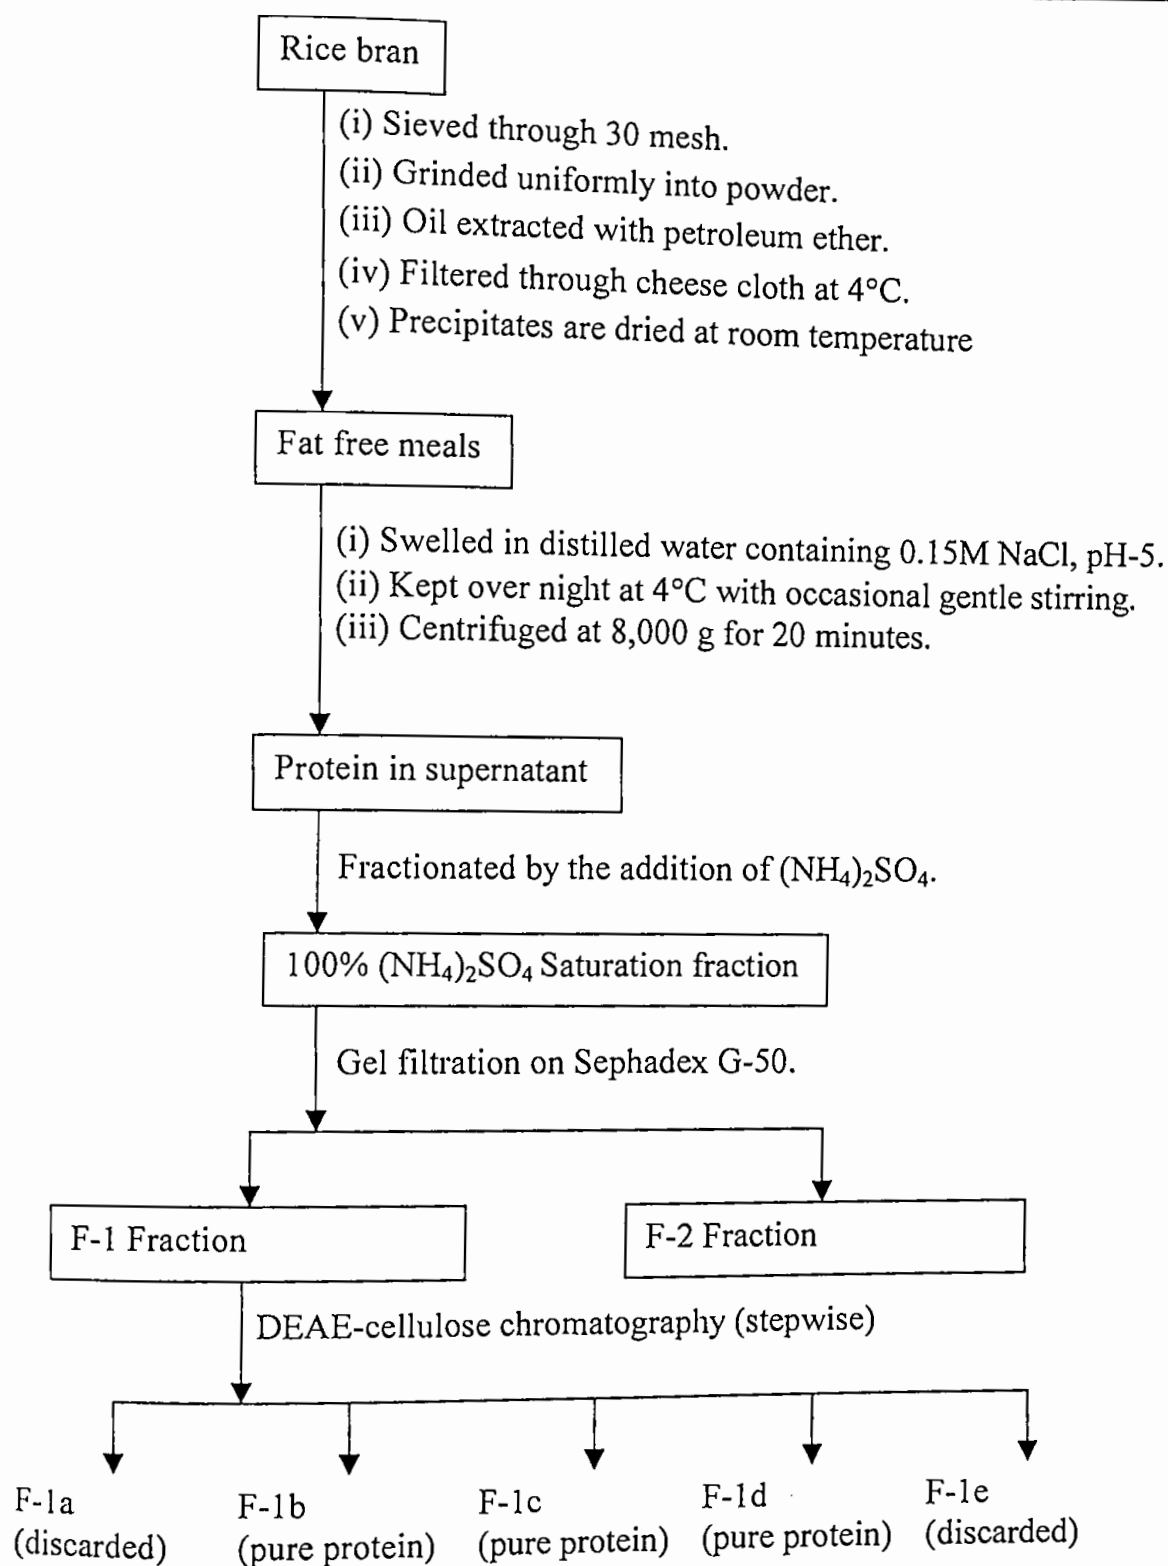 Rice bran
(i) Sieved through 30 mesh.
(ii) Grinded uniformly into powder.
(iii) Oil extracted with petroleum ether.
(iv) Filtered through cheese cloth at 4°C.
(v) Precipitates are dried at room temperature
Fat free meals
(i) Swelled in distilled water containing 0.15M NaCl, pH-5.
(ii) Kept over night at 4°C with occasional gentle stirring.
(iii) Centrifuged at 8,000 g for 20 minutes.
Protein in supernatant
Fractionated by the addition of (NH₄)₂SO₄.
100% (NH₄)₂SO₄ Saturation fraction
Gel filtration on Sephadex G-50.
F-1 Fraction
F-2 Fraction
DEAE-cellulose chromatography (stepwise)
F-1a
(discarded)
F-1b
(pure protein)
F-1c
(pure protein)
F-1d
(pure protein)
F-1e
(discarded)